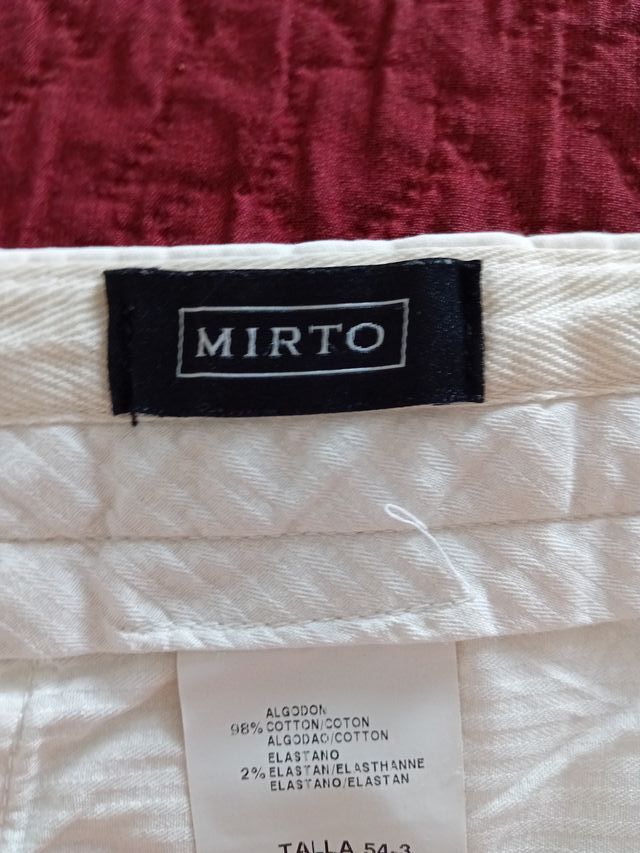 MIRTO
ALGODON
98% COTTON/COTON
ALGODAO/COTTON
ELASTANO
2% ELASTAN/ELASTHANNE
ELASTANO/ELASTAN
TALLA 54-3